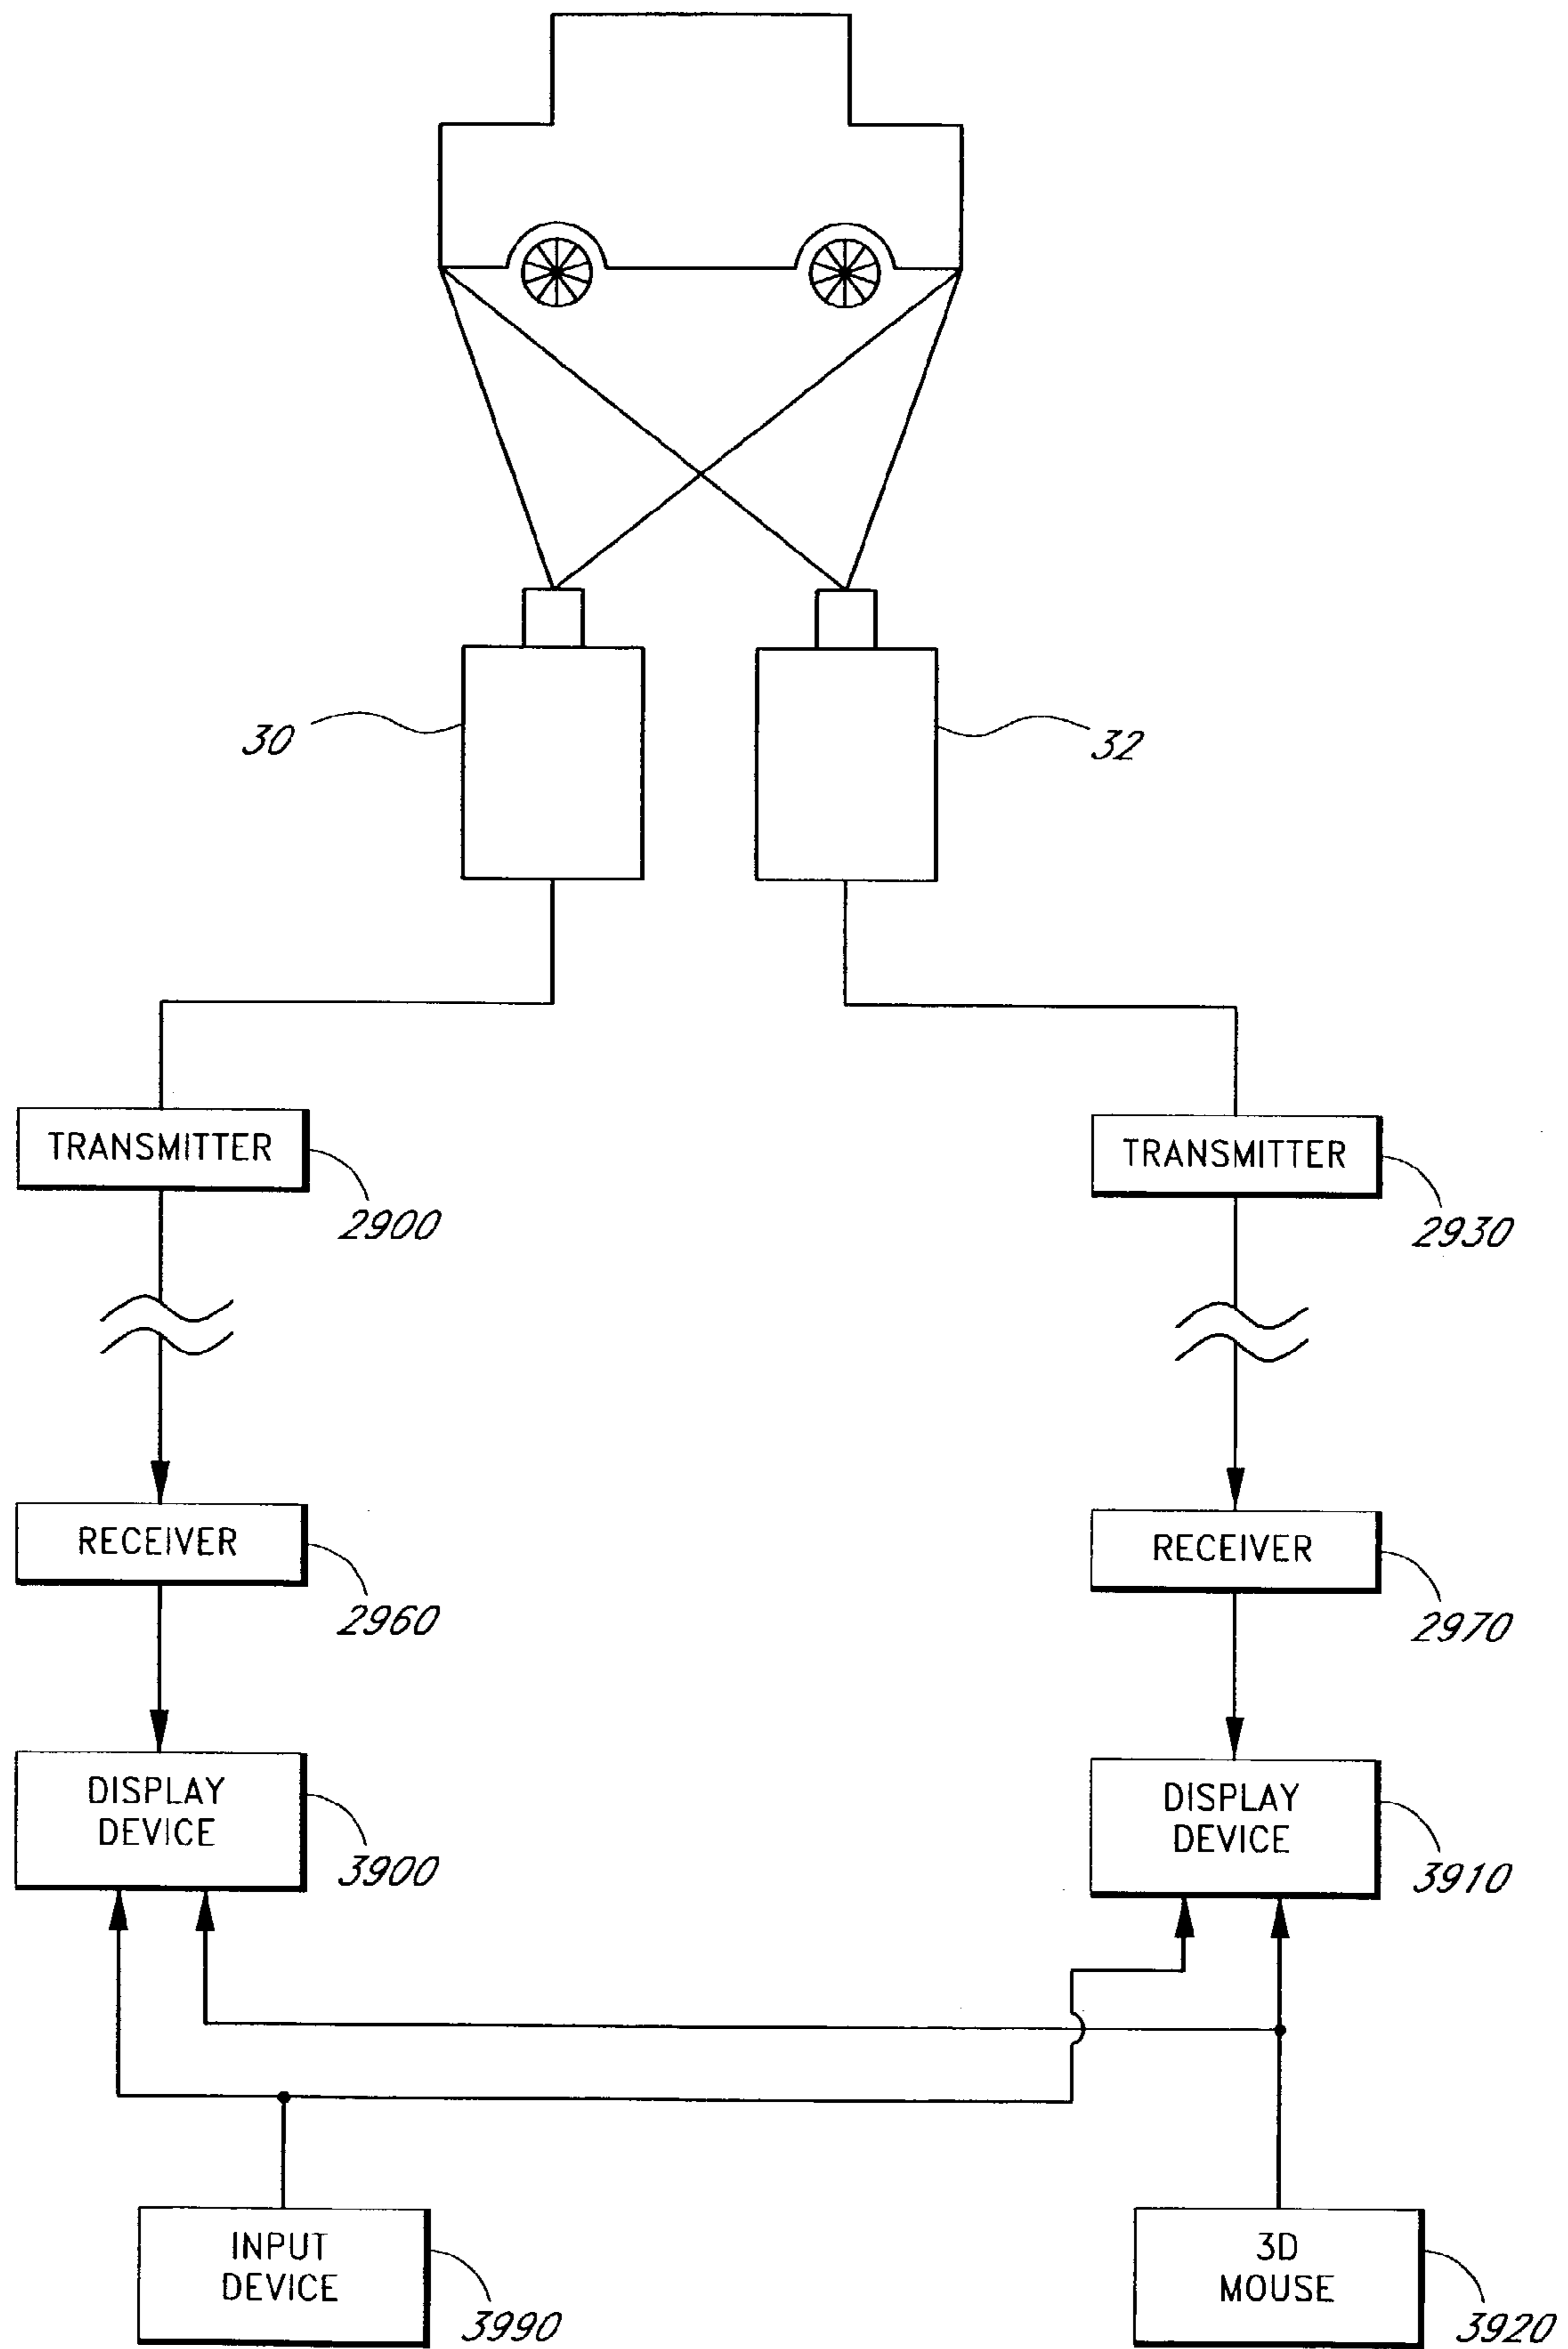 30
32
TRANSMITTER
2900
TRANSMITTER
2930
RECEIVER
2960
RECEIVER
2970
DISPLAY
DEVICE
3900
DISPLAY
DEVICE
3910
INPUT
DEVICE
3990
3D
MOUSE
3920